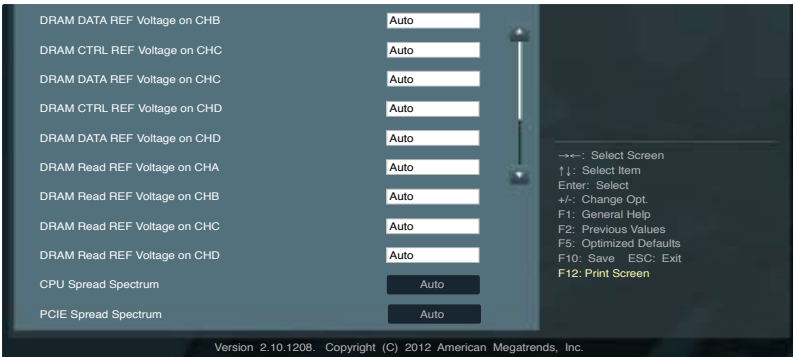 DRAM DATA REF Voltage on CHB Auto
DRAM CTRL REF Voltage on CHC Auto
DRAM DATA REF Voltage on CHC Auto
DRAM CTRL REF Voltage on CHD Auto
DRAM DATA REF Voltage on CHD Auto
DRAM Read REF Voltage on CHA Auto
DRAM Read REF Voltage on CHB Auto
DRAM Read REF Voltage on CHC Auto
DRAM Read REF Voltage on CHD Auto
CPU Spread Spectrum Auto
PCIE Spread Spectrum Auto
→←: Select Screen
↑↓: Select Item
Enter: Select
+/-: Change Opt.
F1: General Help
F2: Previous Values
F5: Optimized Defaults
F10: Save ESC: Exit
F12: Print Screen
Version 2.10.1208. Copyright (C) 2012 American Megatrends, Inc.